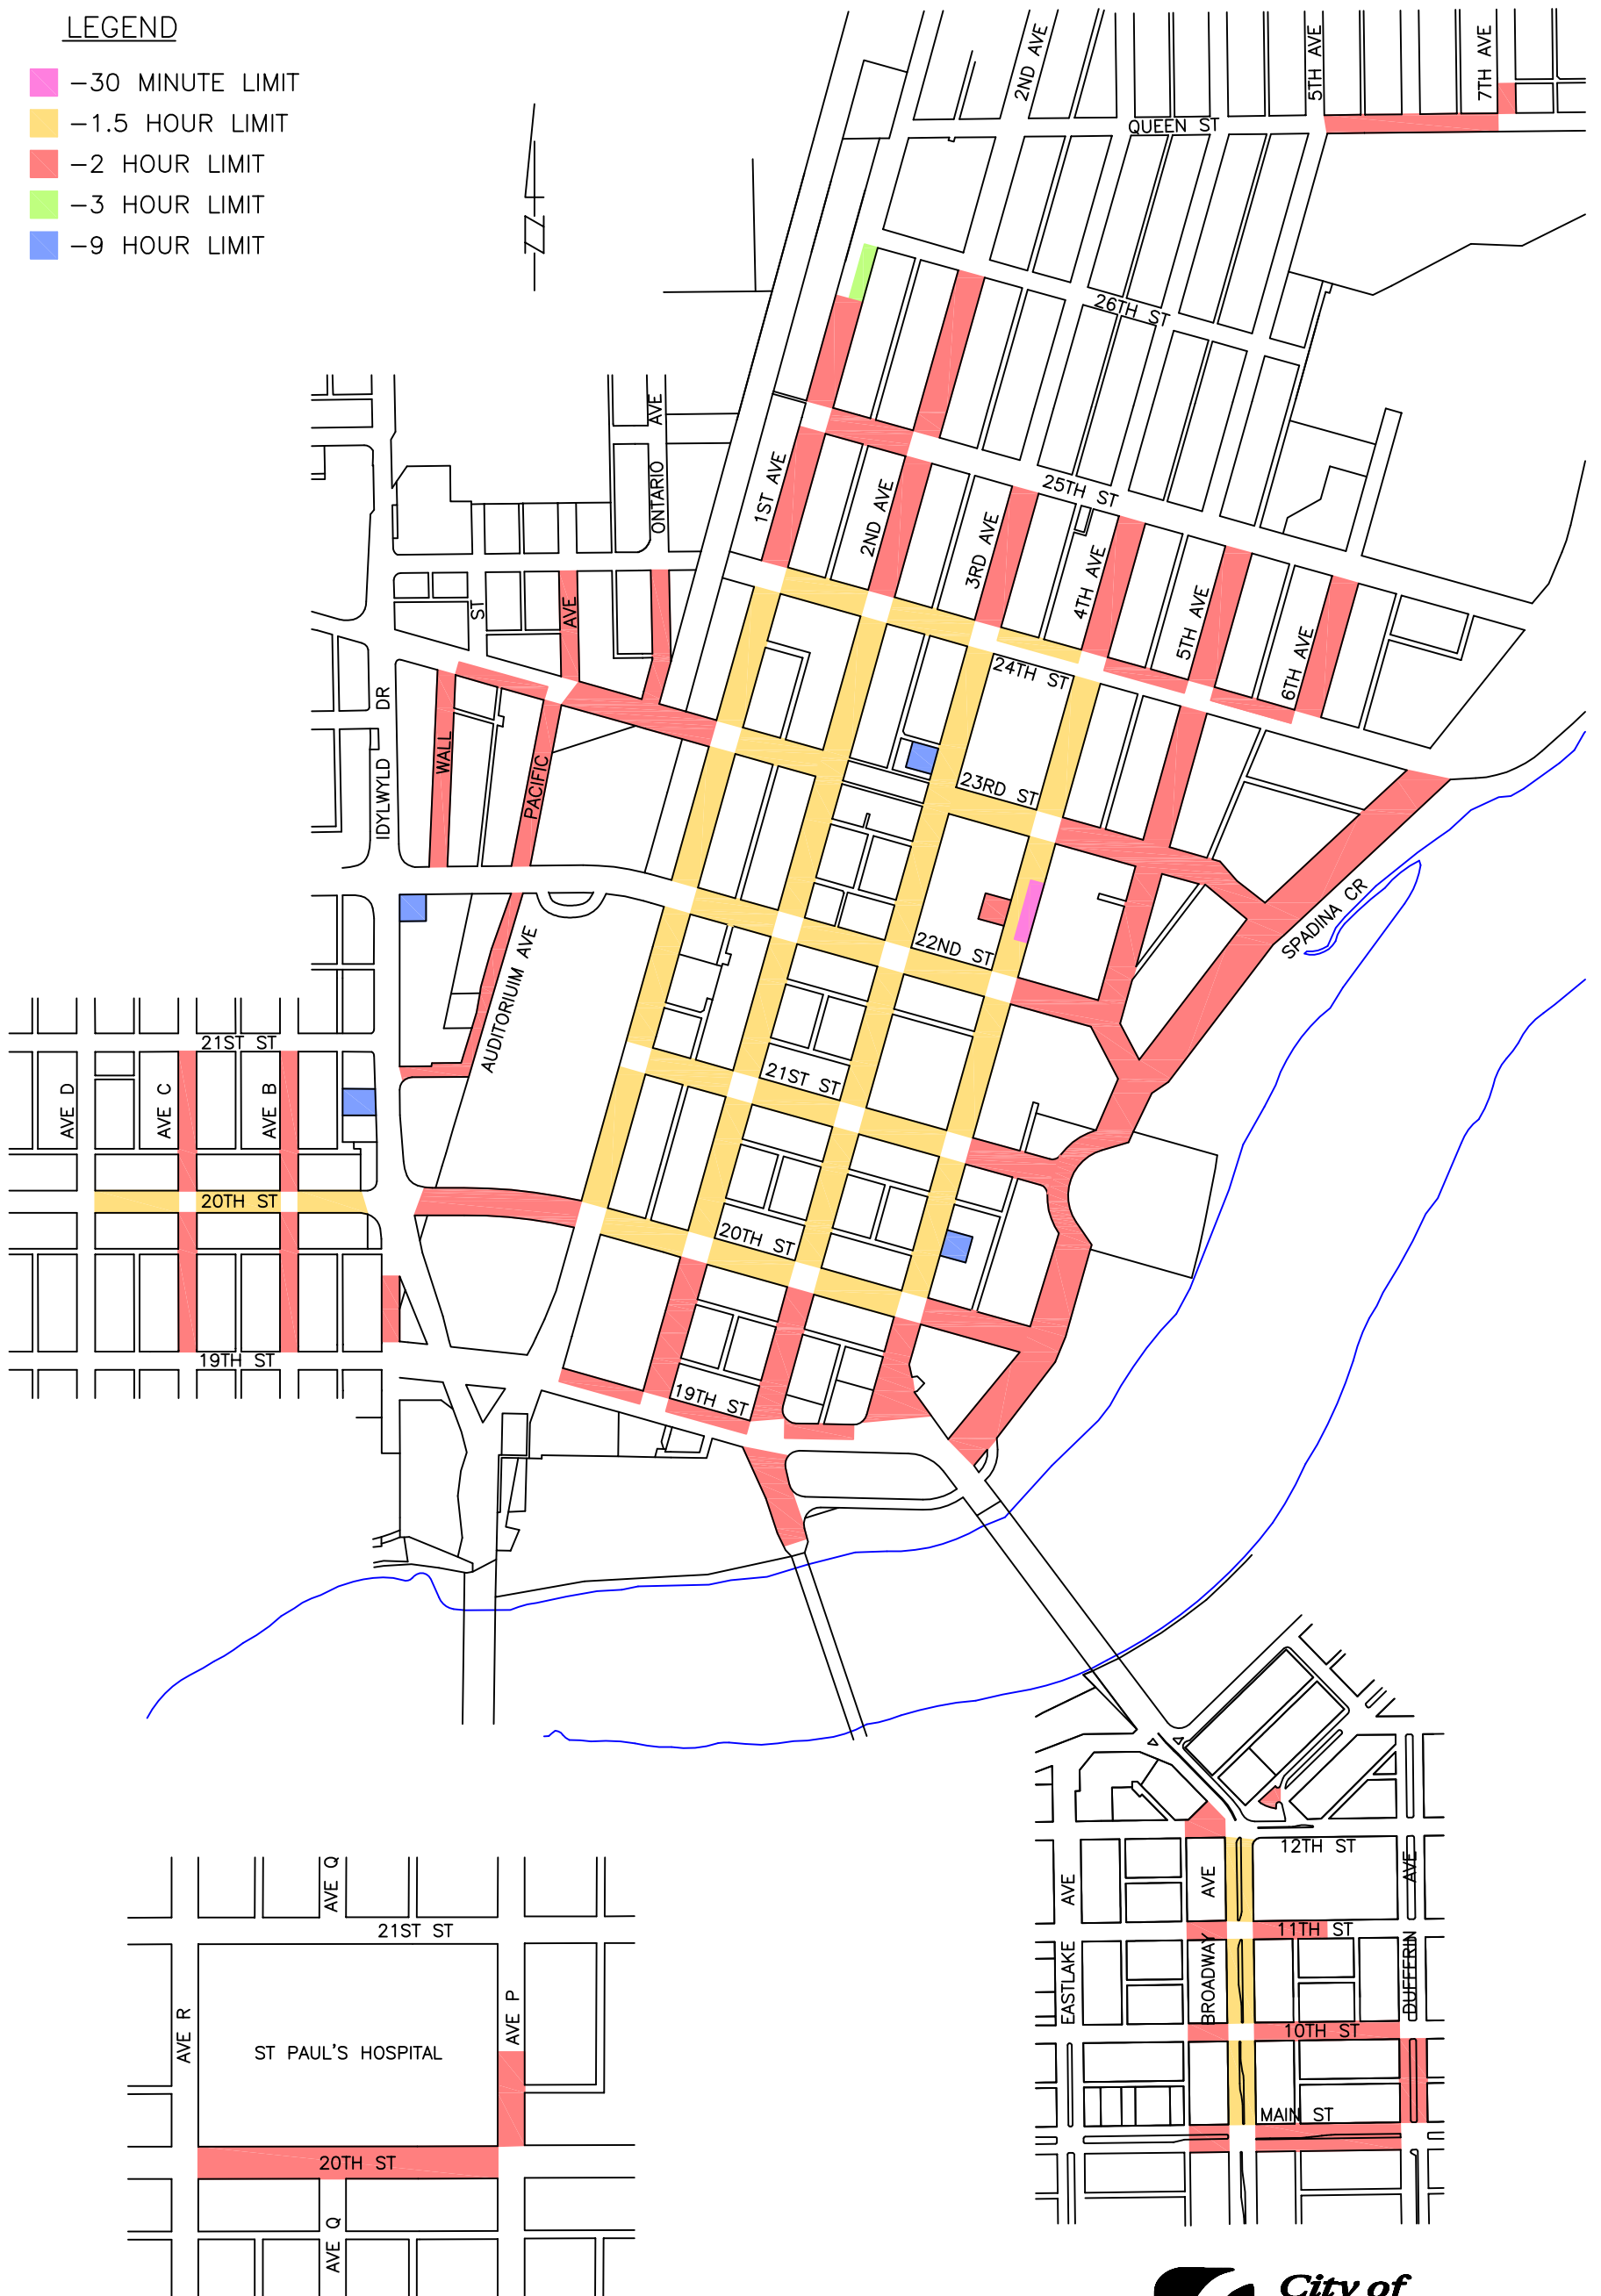 LEGEND
-30 MINUTE LIMIT
-1.5 HOUR LIMIT
-2 HOUR LIMIT
-3 HOUR LIMIT
-9 HOUR LIMIT
N
2ND AVE
5TH AVE
7TH AVE
QUEEN ST
26TH ST
AVE
ONTARIO
1ST AVE
2ND AVE
25TH ST
3RD AVE
4TH AVE
5TH AVE
6TH AVE
ST
AVE
24TH ST
IDYLWYLD DR
WALL
PACIFIC
23RD ST
SPADINA CR
22ND ST
AUDITORIUM AVE
21ST ST
21ST ST
AVE D
AVE C
AVE B
20TH ST
20TH ST
19TH ST
19TH ST
12TH ST
AVE
AVE
AVE
11TH ST
EASTLAKE
BROADWAY
DUFFERIN
10TH ST
MAIN ST
AVE Q
21ST ST
AVE R
AVE P
ST PAUL'S HOSPITAL
20TH ST
AVE Q
City of